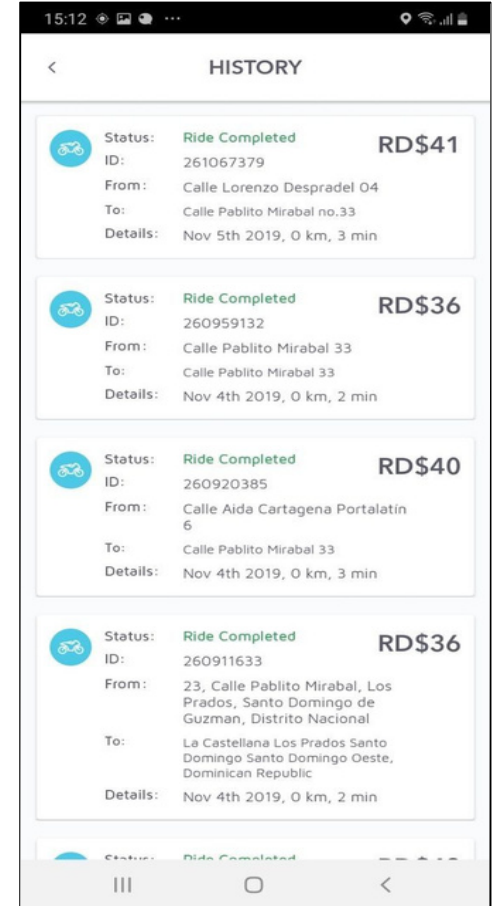 15:12
HISTORY
Status: Ride Completed RD$41
ID: 261067379
From: Calle Lorenzo Despradel 04
To: Calle Pablito Mirabal no.33
Details: Nov 5th 2019, 0 km, 3 min
Status: Ride Completed RD$36
ID: 260959132
From: Calle Pablito Mirabal 33
To: Calle Pablito Mirabal 33
Details: Nov 4th 2019, 0 km, 2 min
Status: Ride Completed RD$40
ID: 260920385
From: Calle Aida Cartagena Portalatín
6
To: Calle Pablito Mirabal 33
Details: Nov 4th 2019, 0 km, 3 min
Status: Ride Completed RD$36
ID: 260911633
From: 23, Calle Pablito Mirabal, Los
Prados, Santo Domingo de
Guzman, Distrito Nacional
To: La Castellana Los Prados Santo
Domingo Santo Domingo Oeste,
Dominican Republic
Details: Nov 4th 2019, 0 km, 2 min
Status: Ride Completed